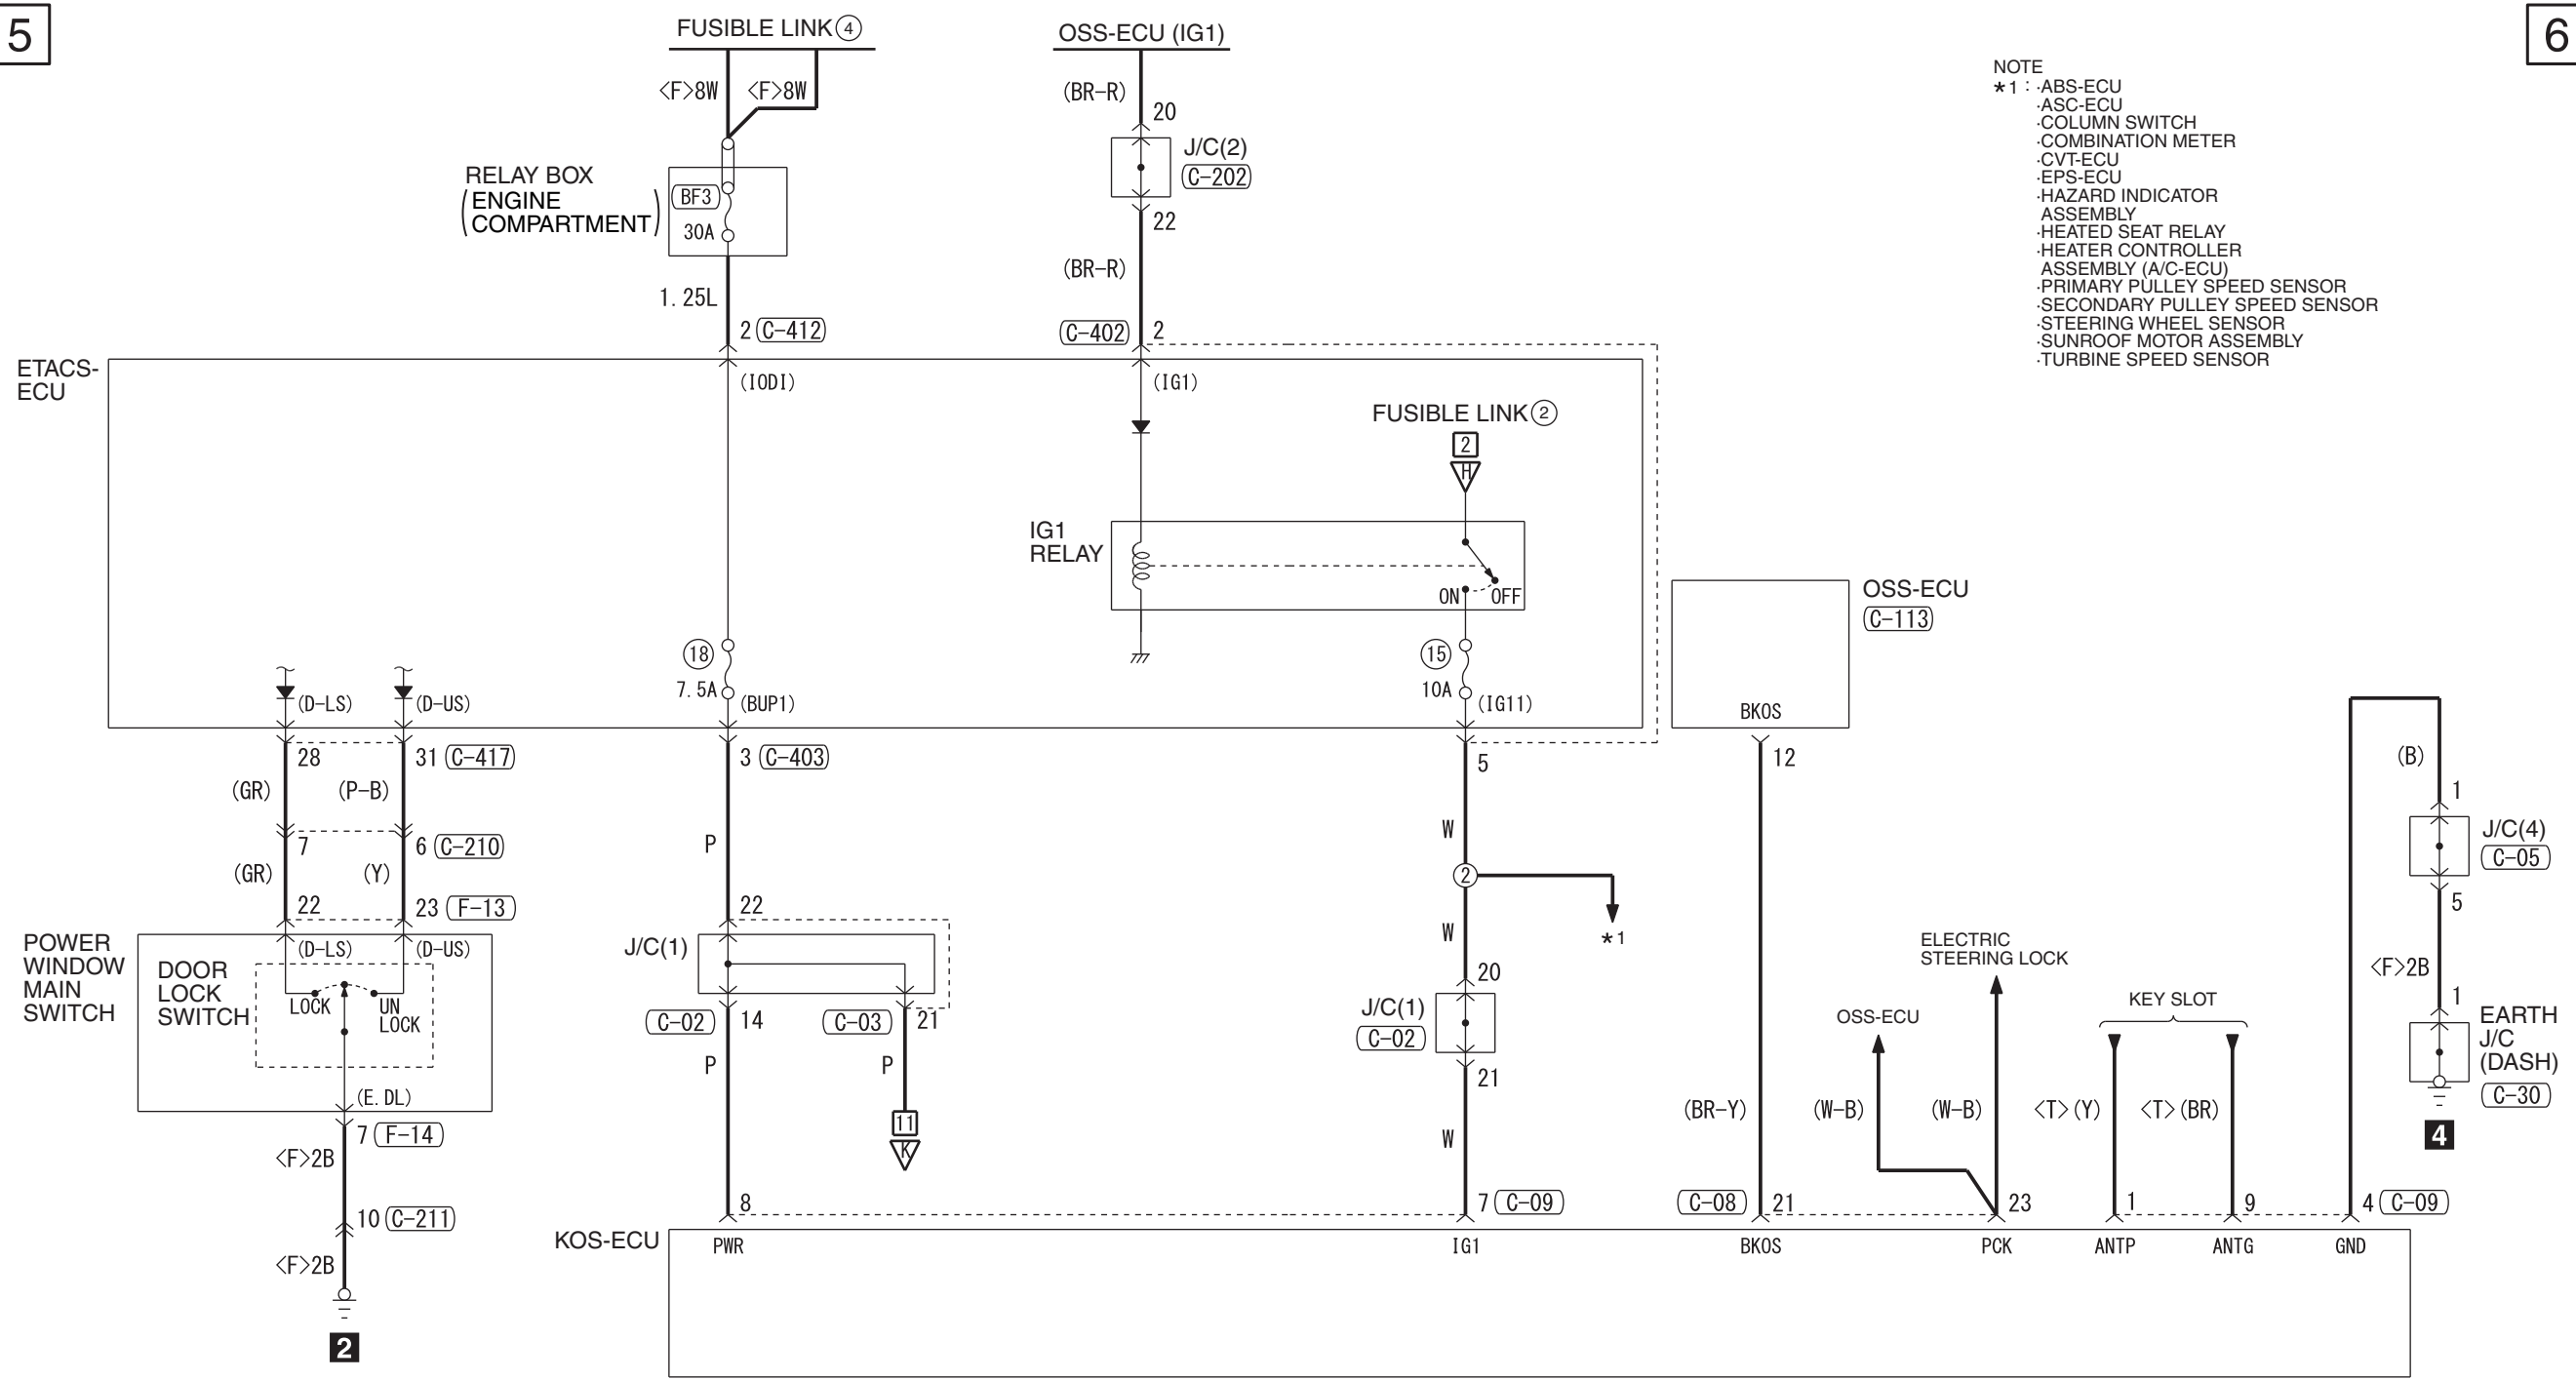 5
6
FUSIBLE LINK④
OSS-ECU (IG1)
NOTE
*1 : ·ABS-ECU
·ASC-ECU
·COLUMN SWITCH
·COMBINATION METER
·CVT-ECU
·EPS-ECU
·HAZARD INDICATOR
ASSEMBLY
·HEATED SEAT RELAY
·HEATER CONTROLLER
ASSEMBLY (A/C-ECU)
·PRIMARY PULLEY SPEED SENSOR
·SECONDARY PULLEY SPEED SENSOR
·STEERING WHEEL SENSOR
·SUNROOF MOTOR ASSEMBLY
·TURBINE SPEED SENSOR
<F>8W
<F>8W
(BR-R)
20
J/C(2)
C-202
22
(BR-R)
RELAY BOX
(ENGINE
COMPARTMENT)
BF3
30A
1.25L
2 C-412
C-402 2
ETACS-
ECU
(IODI)
(IG1)
FUSIBLE LINK②
2
H
IG1
RELAY
ON
OFF
OSS-ECU
C-113
BKOS
12
18
7.5A
(BUP1)
15
10A
(IG11)
(D-LS)
(D-US)
28
31 C-417
3 C-403
5
(GR)
(P-B)
7
6 C-210
(GR)
(Y)
22
23 F-13
P
22
W
2
*1
W
20
(B)
1
J/C(4)
C-05
5
<F>2B
1
EARTH
J/C
(DASH)
C-30
4
POWER
WINDOW
MAIN
SWITCH
(D-LS)
(D-US)
DOOR
LOCK
SWITCH
LOCK
UN
LOCK
(E.DL)
7 F-14
<F>2B
10 C-211
<F>2B
2
J/C(1)
C-02 14
C-03 21
P
P
11
K
J/C(1)
C-02
21
W
ELECTRIC
STEERING LOCK
OSS-ECU
KEY SLOT
(BR-Y)
(W-B)
(W-B)
<T>(Y)
<T>(BR)
8
7 C-09
C-08 21
23
1
9
4 C-09
KOS-ECU
PWR
IG1
BKOS
PCK
ANTP
ANTG
GND